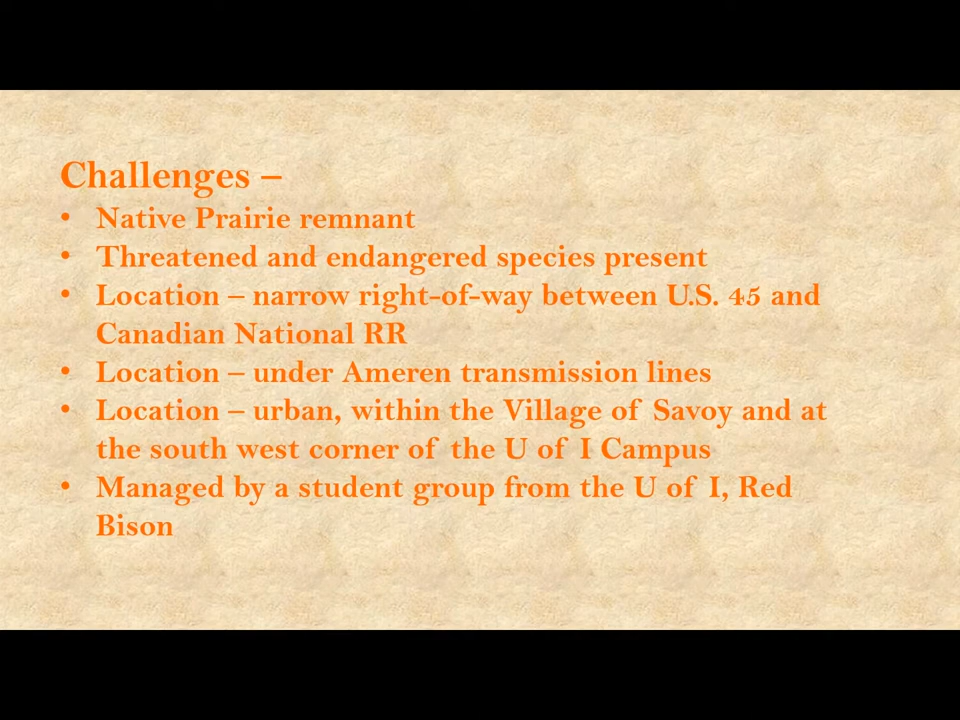 Challenges –
• Native Prairie remnant
• Threatened and endangered species present
• Location – narrow right-of-way between U.S. 45 and
Canadian National RR
• Location – under Ameren transmission lines
• Location – urban, within the Village of Savoy and at
the south west corner of the U of I Campus
• Managed by a student group from the U of I, Red
Bison